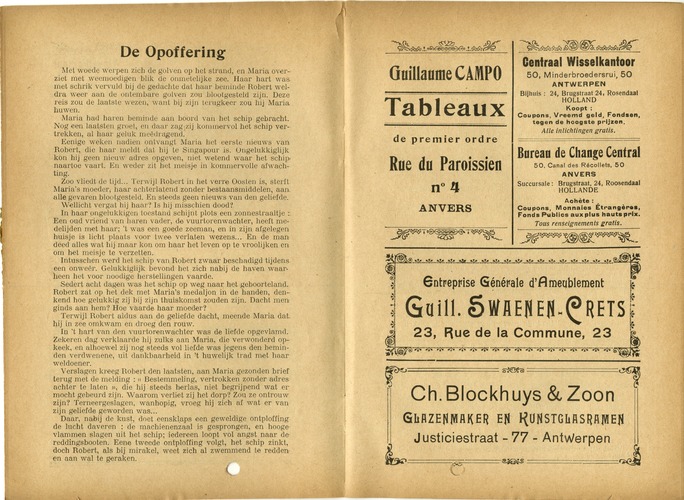 De Opoffering
Met woede werpen zich de golven op het strand, en Maria over-
ziet met weemoedigen blik de onmetelijke zee. Haar hart was
met schrik vervuld bij de gedachte dat haar beminde Robert wel-
dra weer aan de ontembare golven zou blootgesteld zijn. Deze
reis zou de laatste wezen, want bij zijn terugkeer zou hij Maria
huwen.
Maria had haren beminde aan boord van het schip gebracht.
Nog een laatsten groet, en daar zag zij kommervol het schip ver-
trekken, al haar geluk meêdragend.
Eenige weken nadien ontvangt Maria het eerste nieuws van
Robert, die haar meldt dat hij te Singapour is. Ongelukkiglijk
kon hij geen nieuw adres opgeven, niet wetend waar het schip
naartoe vaart. En weder zit het meisje in kommervolle afwach-
ting.
Zoo vliedt de tijd... Terwijl Robert in het verre Oosten is, sterft
Maria's moeder, haar achterlatend zonder bestaansmiddelen, aan
alle gevaren blootgesteld. En steeds geen nieuws van den geliefde.
Wellicht vergat hij haar? Is hij misschien dood?
In haar ongelukkigen toestand schijnt plots een zonnestraaltje :
Een oud vriend van haren vader, de vuurtorenwachter, heeft me-
delijden met haar; 't was een goede zeeman, en in zijn afgelegen
huisje is licht plaats voor twee verlaten wezens... En de man
deed alles wat hij maar kon om haar het leven op te vroolijken en
om het meisje te verzetten.
Intusschen werd het schip van Robert zwaar beschadigd tijdens
een onweêr. Gelukkiglijk bevond het zich nabij de haven waar-
heen het voor noodige herstellingen vaarde.
Sedert acht dagen was het schip op weg naar het geboorteland.
Robert zat op het dek met Maria's medaljon in de handen, den-
kend hoe gelukkig zij bij zijn thuiskomst zouden zijn. Dacht men
ginds aan hem? Hoe vaarde haar moeder?
Terwijl Robert aldus aan de geliefde dacht, meende Maria dat
hij in zee omkwam en droeg den rouw.
In 't hart van den vuurtorenwachter was de liefde opgevlamd.
Zekeren dag verklaarde hij zulks aan Maria, die verwonderd op-
keek, en alhoewel zij nog steeds vol liefde was jegens den bemin-
den verdwenene, uit dankbaarheid in 't huwelijk trad met haar
weldoener.
Verslagen kreeg Robert den laatsten, aan Maria gezonden brief
terug met de melding : « Bestemmeling, vertrokken zonder adres
achter te laten », die hij steeds herlas, niet begrijpend wat er
mocht gebeurd zijn. Waarom verliet zij het dorp? Zou ze ontrouw
zijn? Terneergeslagen, wanhopig, vroeg hij zich af wat er van
zijn geliefde geworden was...
Daar, nabij de kust, doet eensklaps een geweldige ontploffing
de lucht daveren : de machienzaal is gesprongen, en hooge
vlammen slagen uit het schip; iedereen loopt vol angst naar de
reddingsbooten. Eene tweede ontploffing volgt, het schip zinkt,
doch Robert, als bij mirakel, weet zich al zwemmend te redden
en aan wal te geraken.
Guillaume CAMPO
Tableaux
de premier ordre
Rue du Paroissien
n° 4
ANVERS
Centraal Wisselkantoor
50, Minderbroedersrui, 50
ANTWERPEN
Bijhuis : 24, Brugstraat 24, Rosendaal
HOLLAND
Koopt :
Coupons, Vreemd geld, Fondsen,
tegen de hoogste prijzen.
Alle inlichtingen gratis.
Bureau de Change Central
50, Canal des Récollets, 50
ANVERS
Succursale : Brugstraat, 24, Roosendaal
HOLLANDE
Achète :
Coupons, Monnaies Étrangères,
Fonds Publics aux plus hauts prix.
Tous renseignements gratis.
Entreprise Générale d'Ameublement
Guill. SWAENEN-CRETS
23, Rue de la Commune, 23
Ch. Blockhuys & Zoon
GLAZENMAKER EN KUNSTGLASRAMEN
Justiciestraat - 77 - Antwerpen